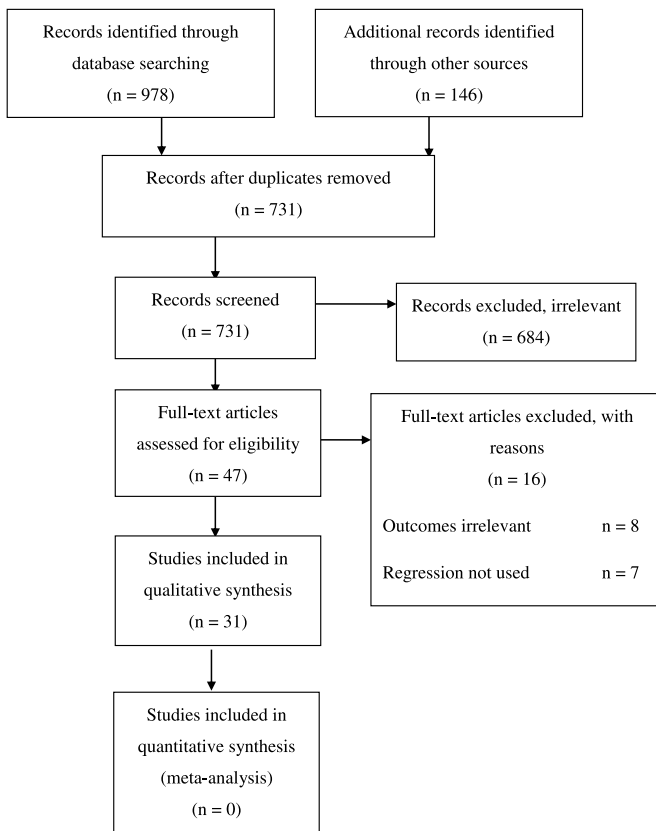 Records identified through
database searching
(n = 978)
Additional records identified
through other sources
(n = 146)
Records after duplicates removed
(n = 731)
Records screened
(n = 731)
Records excluded, irrelevant
(n = 684)
Full-text articles
assessed for eligibility
(n = 47)
Full-text articles excluded, with
reasons
(n = 16)
Outcomes irrelevant n = 8
Regression not used n = 7
Studies included in
qualitative synthesis
(n = 31)
Studies included in
quantitative synthesis
(meta-analysis)
(n = 0)